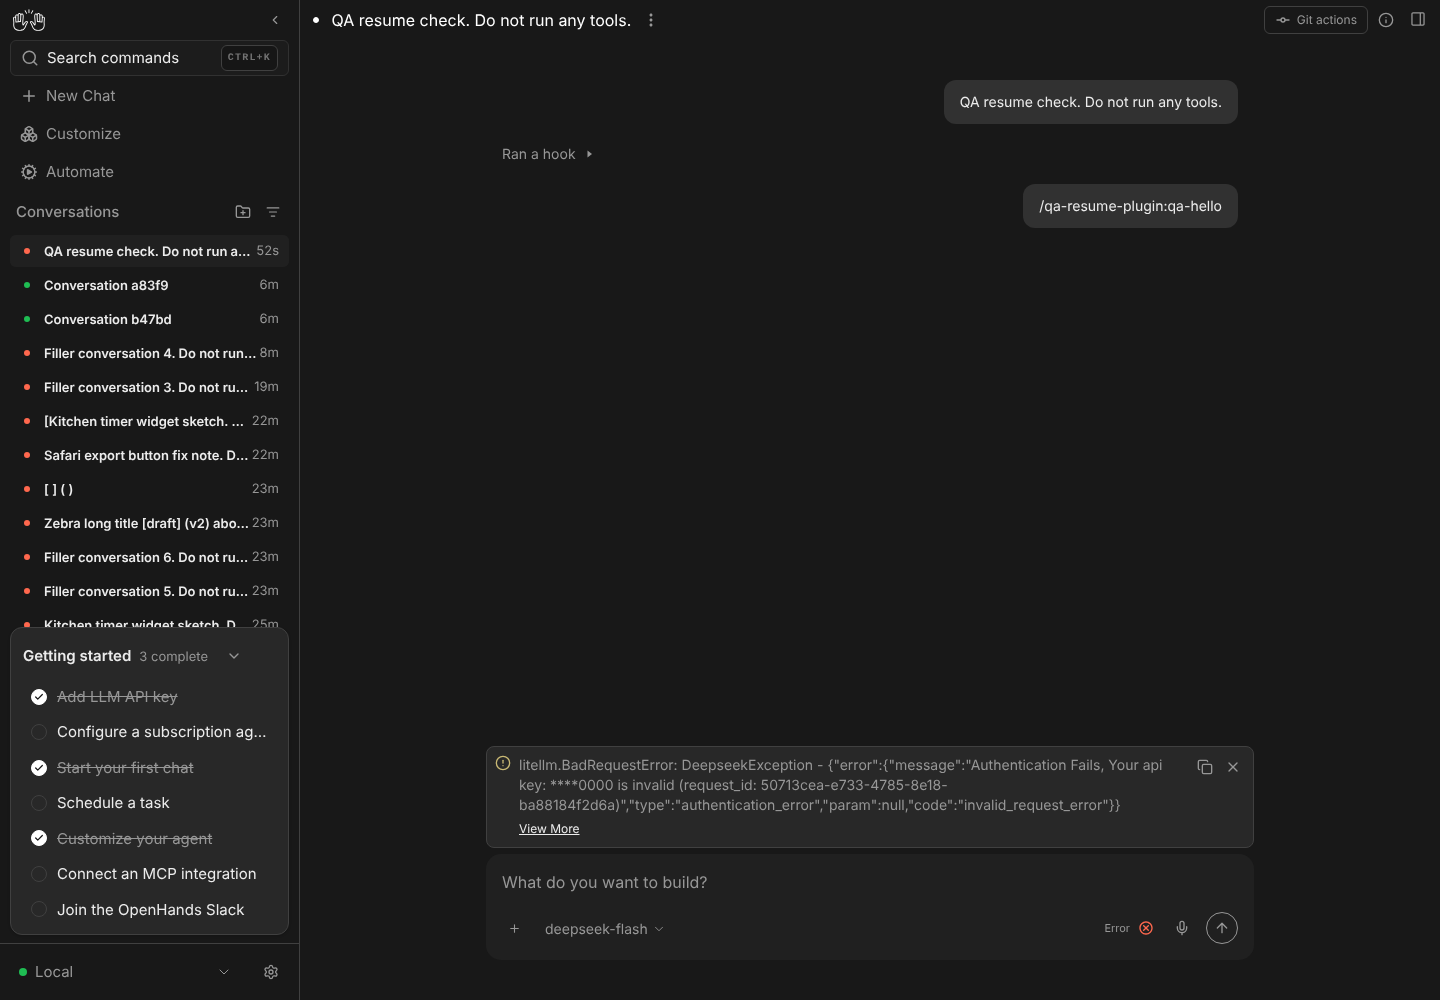 QA resume check. Do not run any tools.
Git actions
Search commands
CTRL+K
New Chat
Customize
Automate
Conversations
QA resume check. Do not run a... 52s
Conversation a83f9 6m
Conversation b47bd 6m
Filler conversation 4. Do not run... 8m
Filler conversation 3. Do not ru... 19m
[Kitchen timer widget sketch. ... 22m
Safari export button fix note. D... 22m
[ ] ( ) 23m
Zebra long title [draft] (v2) abo... 23m
Filler conversation 6. Do not ru... 23m
Filler conversation 5. Do not ru... 23m
Kitchen timer widget sketch. D... 25m
Getting started 3 complete
Add LLM API key
Configure a subscription ag...
Start your first chat
Schedule a task
Customize your agent
Connect an MCP integration
Join the OpenHands Slack
Local
QA resume check. Do not run any tools.
Ran a hook
/qa-resume-plugin:qa-hello
litellm.BadRequestError: DeepseekException - {"error":{"message":"Authentication Fails, Your api
key: ****0000 is invalid (request_id: 50713cea-e733-4785-8e18-
ba88184f2d6a)","type":"authentication_error","param":null,"code":"invalid_request_error"}}
View More
What do you want to build?
deepseek-flash
Error